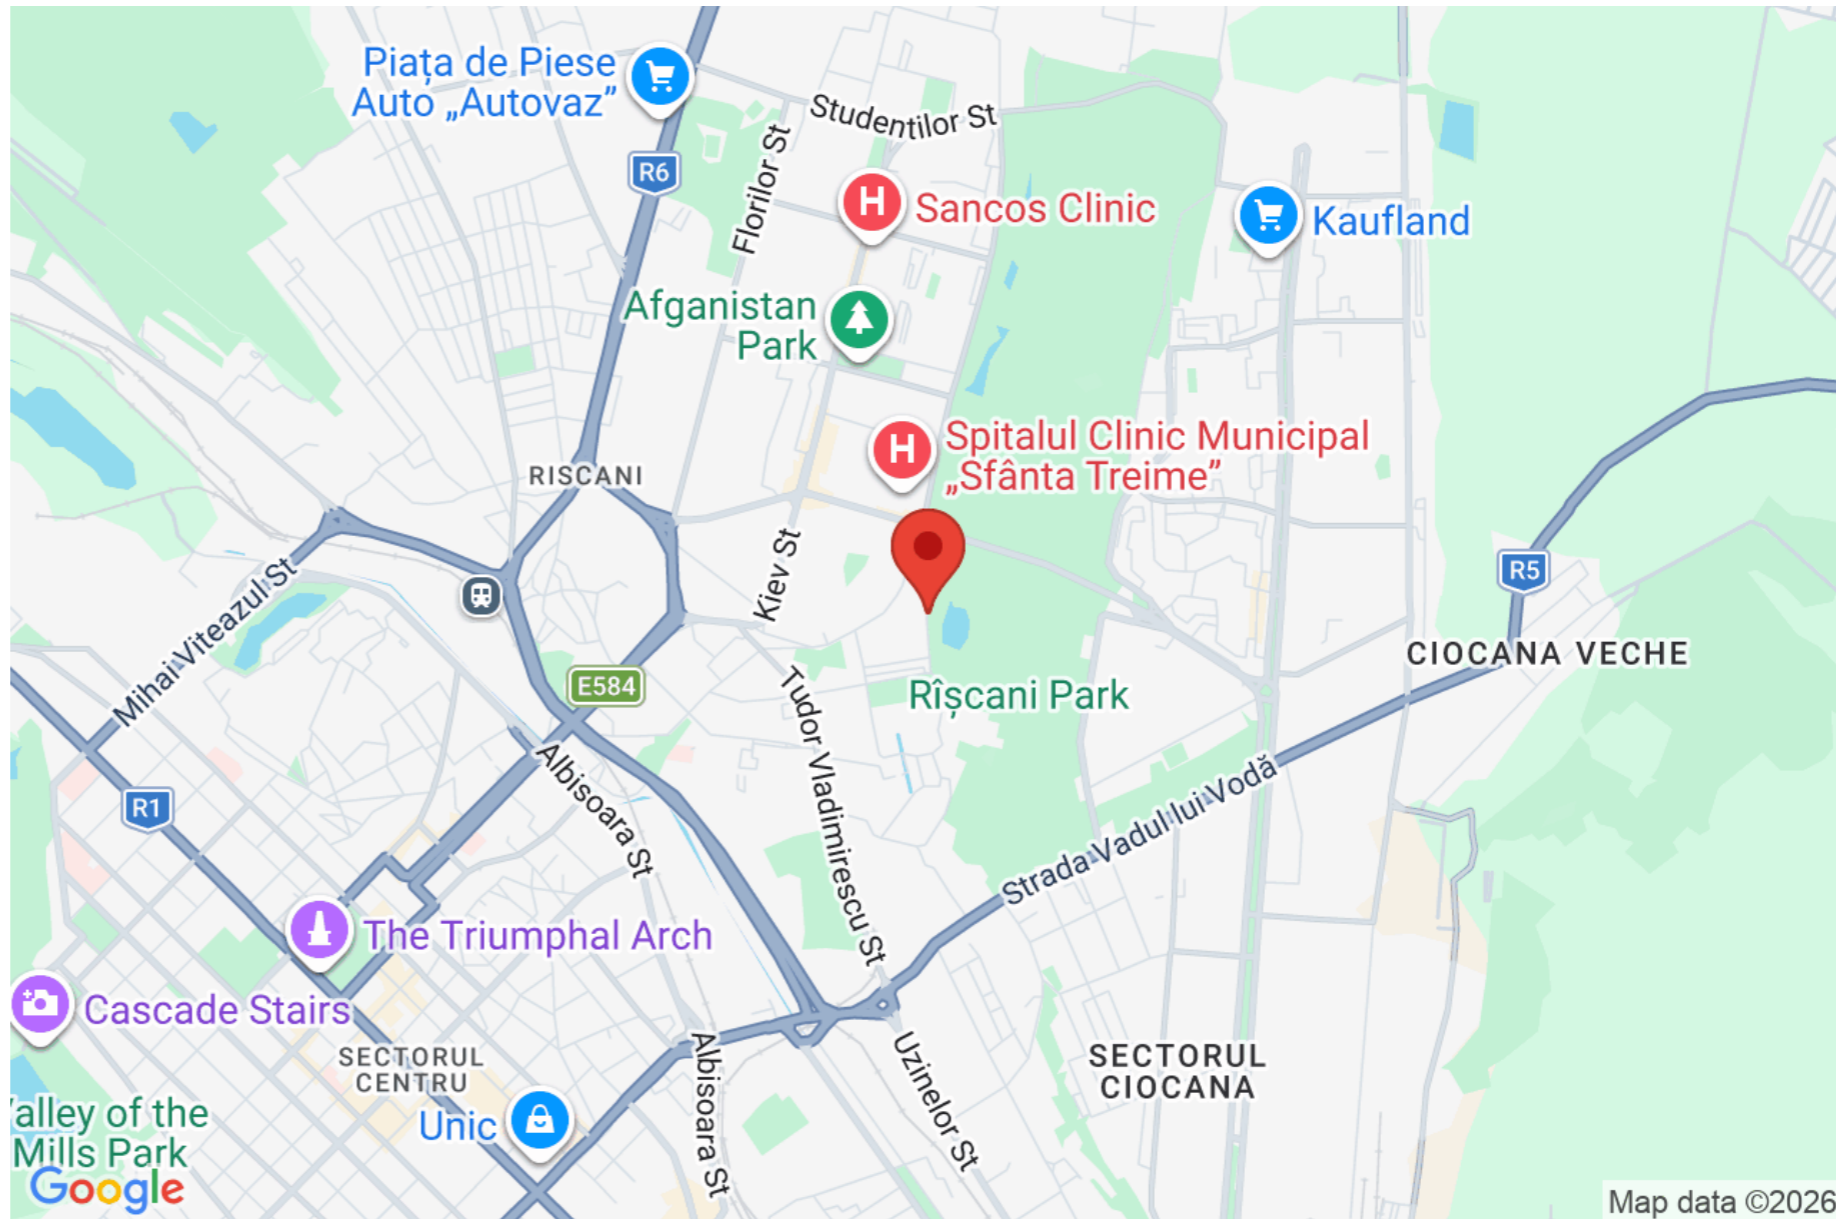 Piața de Piese
Auto „Autovaz”
Studentilor St
R6
Florilor St
Sancos Clinic
Kaufland
Afganistan
Park
Spitalul Clinic Municipal
„Sfânta Treime”
RISCANI
Kiev St
R5
Mihai Viteazul St
CIOCANA VECHE
E584
Rîșcani Park
Tudor Vladimirescu St
Albisoara St
R1
Strada Vadul lui Vodă
The Triumphal Arch
Cascade Stairs
SECTORUL
CENTRU
Albisoara St
Uzinelor St
SECTORUL
CIOCANA
Unic
alley of the
Mills Park
Google
Map data ©2026